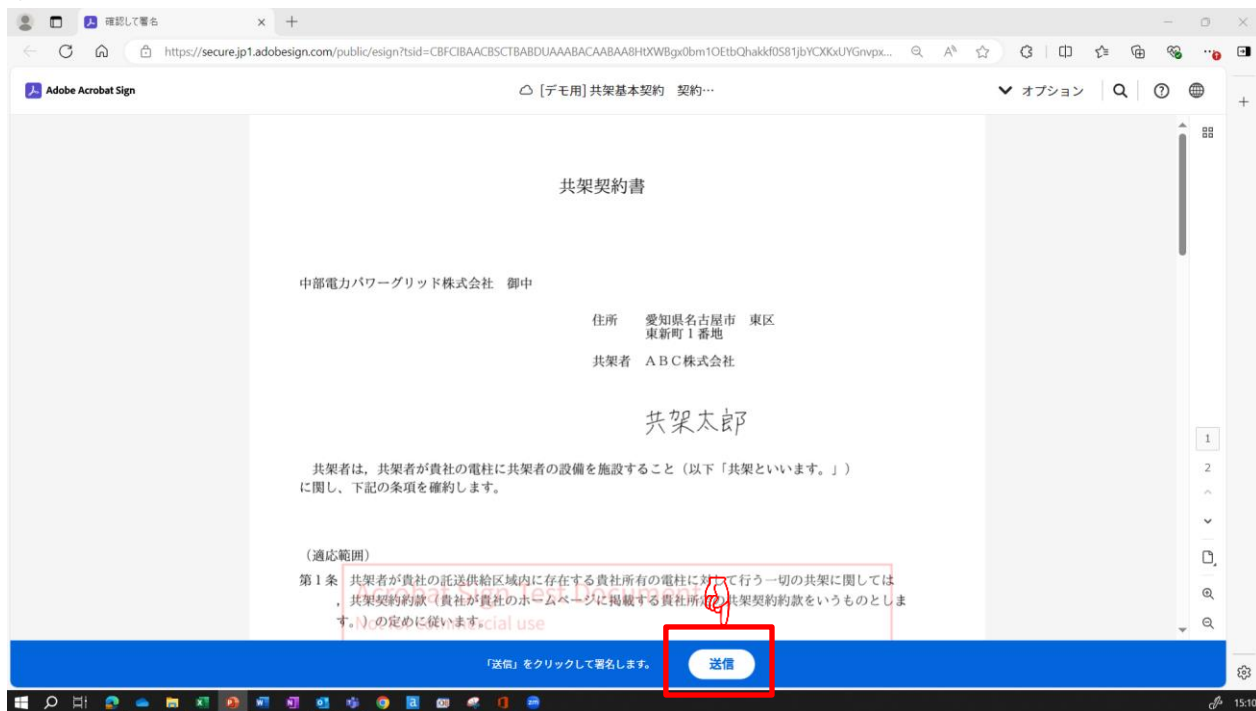 確認して署名
https://secure.jp1.adobesign.com/public/esign?tsid=CBFCIBAACBSCTBABDUAAABACAABAA8HtXWBgx0bm1OEtbQhakkf0S81jbYCXKxUYGnvpx...
Adobe Acrobat Sign
[デモ用] 共架基本契約 契約…
オプション
共架契約書
中部電力パワーグリッド株式会社 御中
住所 愛知県名古屋市 東区
東新町1番地
共架者 ABC株式会社
共架太郎
共架者は，共架者が貴社の電柱に共架者の設備を施設すること（以下「共架といいます。」）
に関し、下記の条項を確約します。
（適応範囲）
第1条 共架者が貴社の託送供給区域内に存在する貴社所有の電柱に対して行う一切の共架に関しては
，共架契約約款（貴社が貴社のホームページに掲載する貴社所定の共架契約約款をいうものとしま
す。）の定めに従います。
Acrobat Sign Test Document
Not for commercial use
1
2
「送信」をクリックして署名します。
送信
15:10